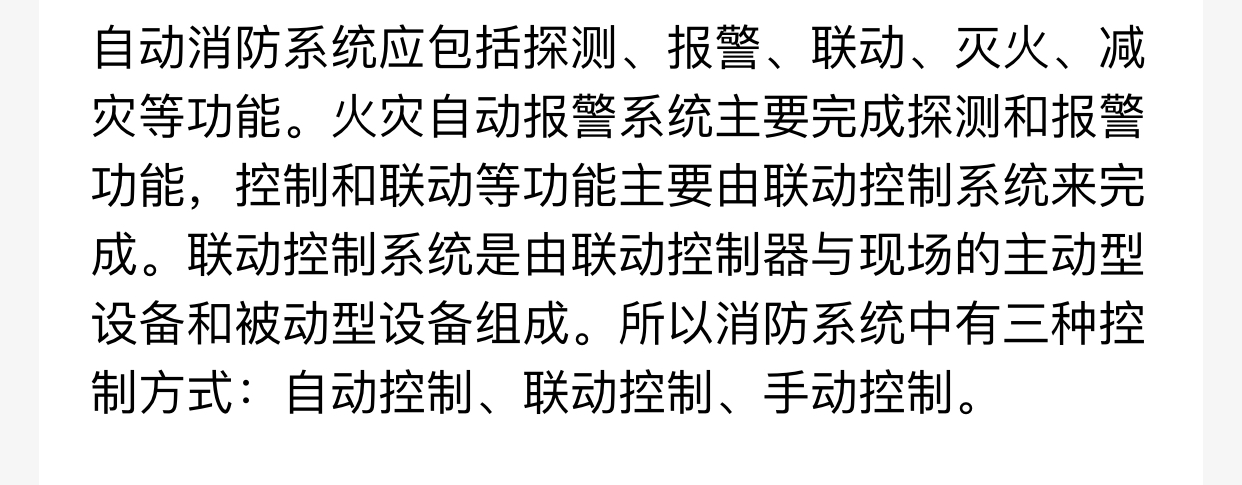 自动消防系统应包括探测、报警、联动、灭火、减
灾等功能。火灾自动报警系统主要完成探测和报警
功能，控制和联动等功能主要由联动控制系统来完
成。联动控制系统是由联动控制器与现场的主动型
设备和被动型设备组成。所以消防系统中有三种控
制方式：自动控制、联动控制、手动控制。